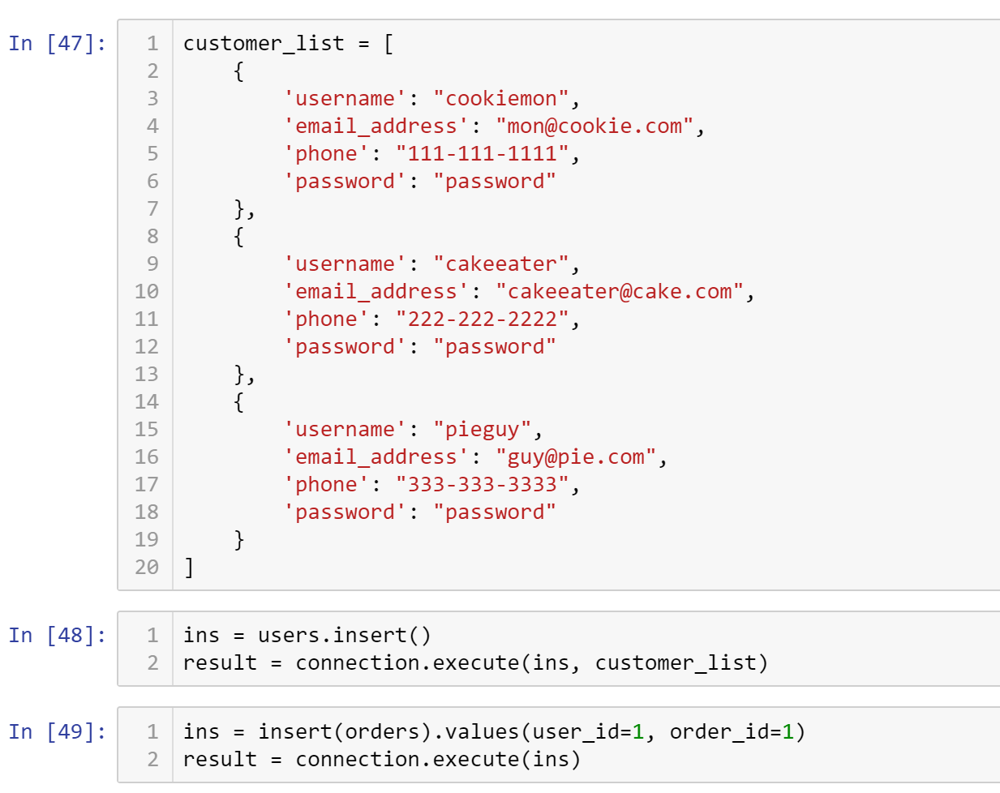 In [47]:
1 customer_list = [
2     {
3         'username': "cookiemon",
4         'email_address': "mon@cookie.com",
5         'phone': "111-111-1111",
6         'password': "password"
7     },
8     {
9         'username': "cakeeater",
10         'email_address': "cakeeater@cake.com",
11         'phone': "222-222-2222",
12         'password': "password"
13     },
14     {
15         'username': "pieguy",
16         'email_address': "guy@pie.com",
17         'phone': "333-333-3333",
18         'password': "password"
19     }
20 ]
In [48]:
1 ins = users.insert()
2 result = connection.execute(ins, customer_list)
In [49]:
1 ins = insert(orders).values(user_id=1, order_id=1)
2 result = connection.execute(ins)